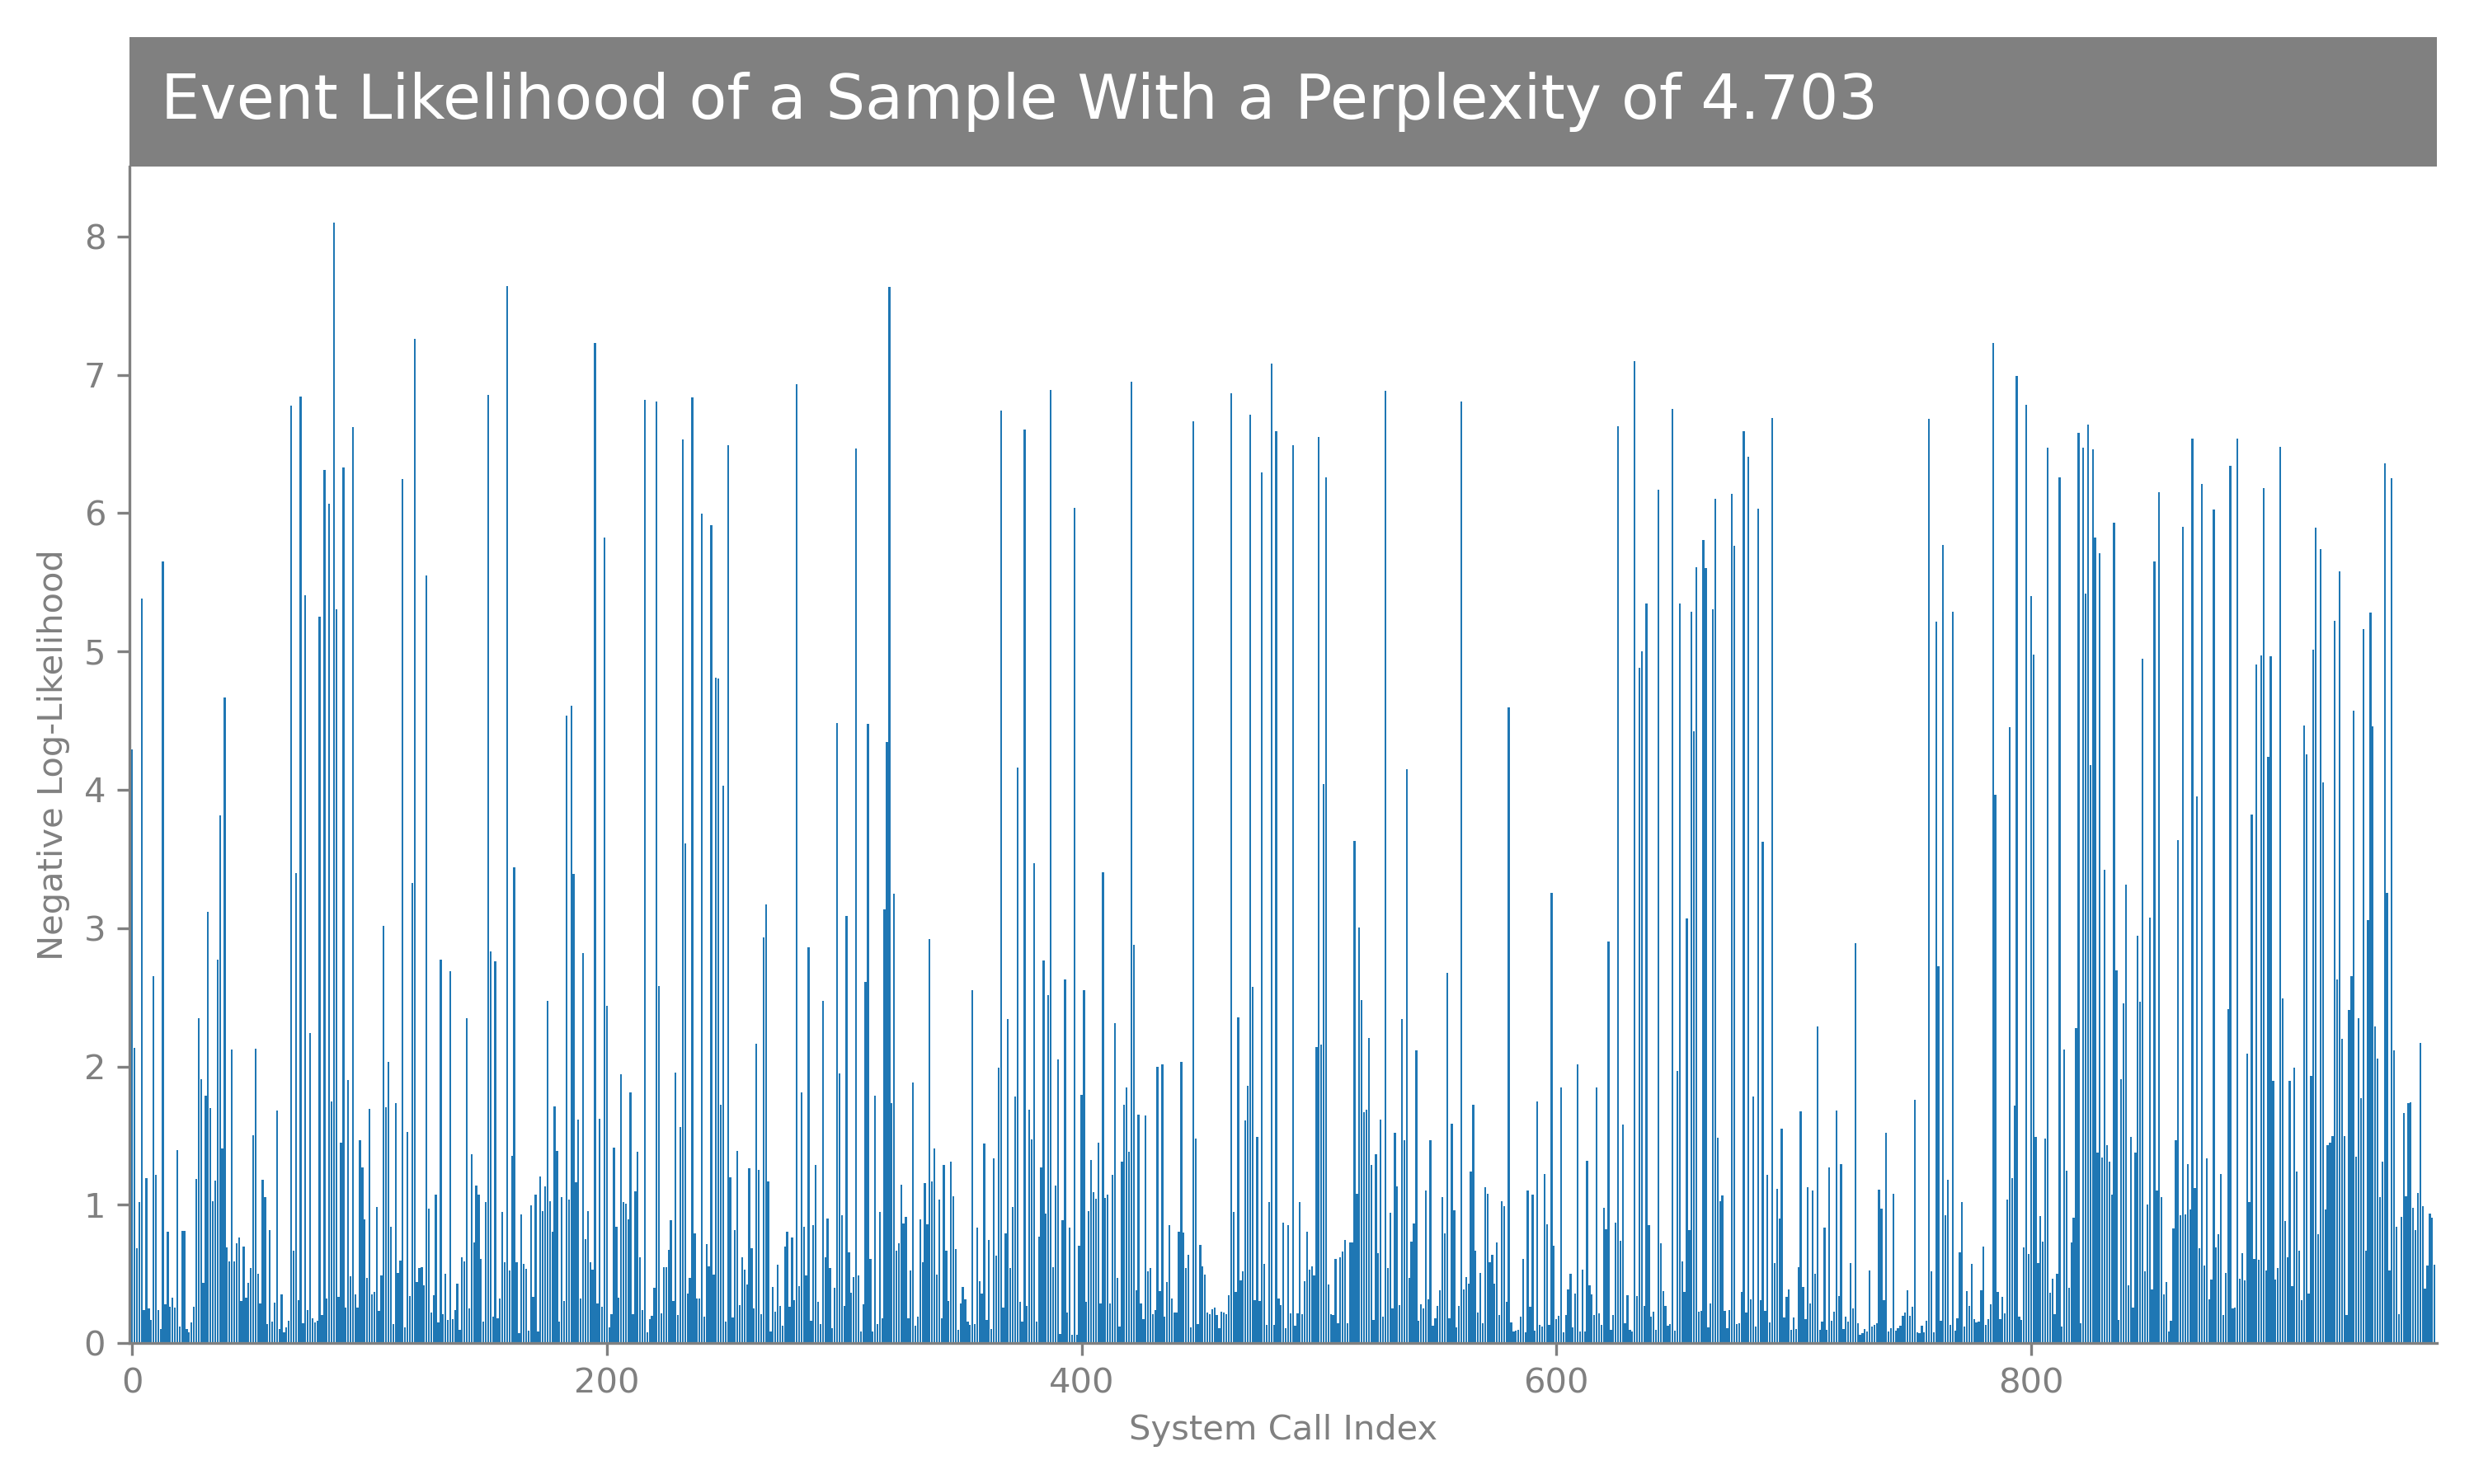 Event Likelihood of a Sample With a Perplexity of 4.703
8
7
6
5
4
3
2
1
0
Negative Log-Likelihood
0 200 400 600 800
System Call Index